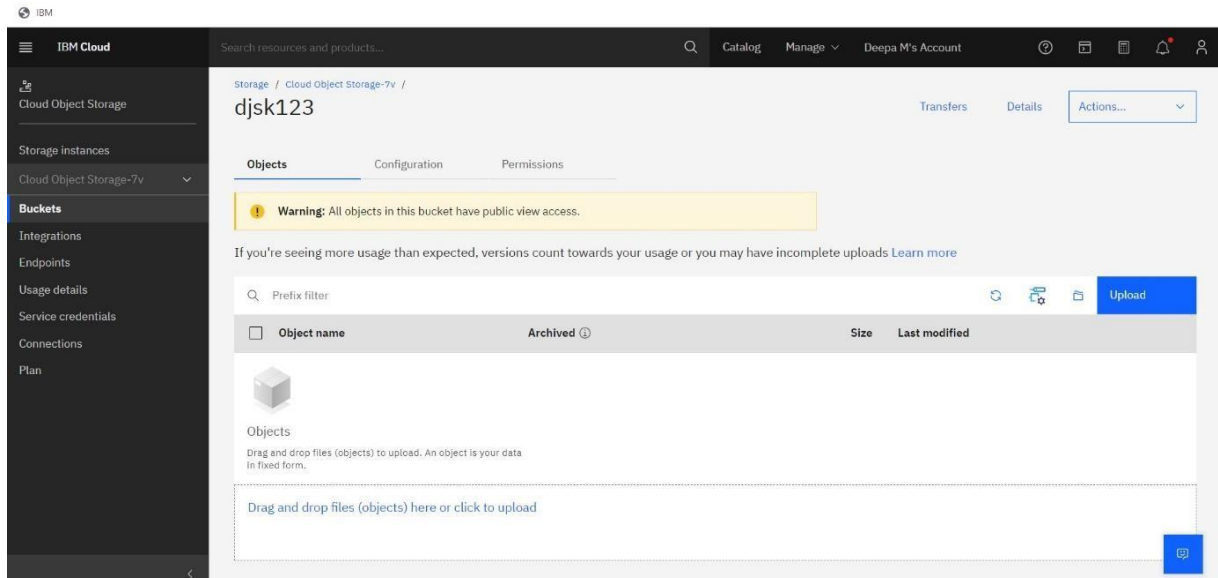 IBM
IBM Cloud
Search resources and products...
Catalog
Manage
Deepa M's Account
Cloud Object Storage
Storage instances
Cloud Object Storage-7v
Buckets
Integrations
Endpoints
Usage details
Service credentials
Connections
Plan
Storage / Cloud Object Storage-7v /
djsk123
Transfers
Details
Actions...
Objects
Configuration
Permissions
Warning: All objects in this bucket have public view access.
If you're seeing more usage than expected, versions count towards your usage or you may have incomplete uploads Learn more
Prefix filter
Upload
Object name
Archived
Size
Last modified
Objects
Drag and drop files (objects) to upload. An object is your data
in fixed form.
Drag and drop files (objects) here or click to upload